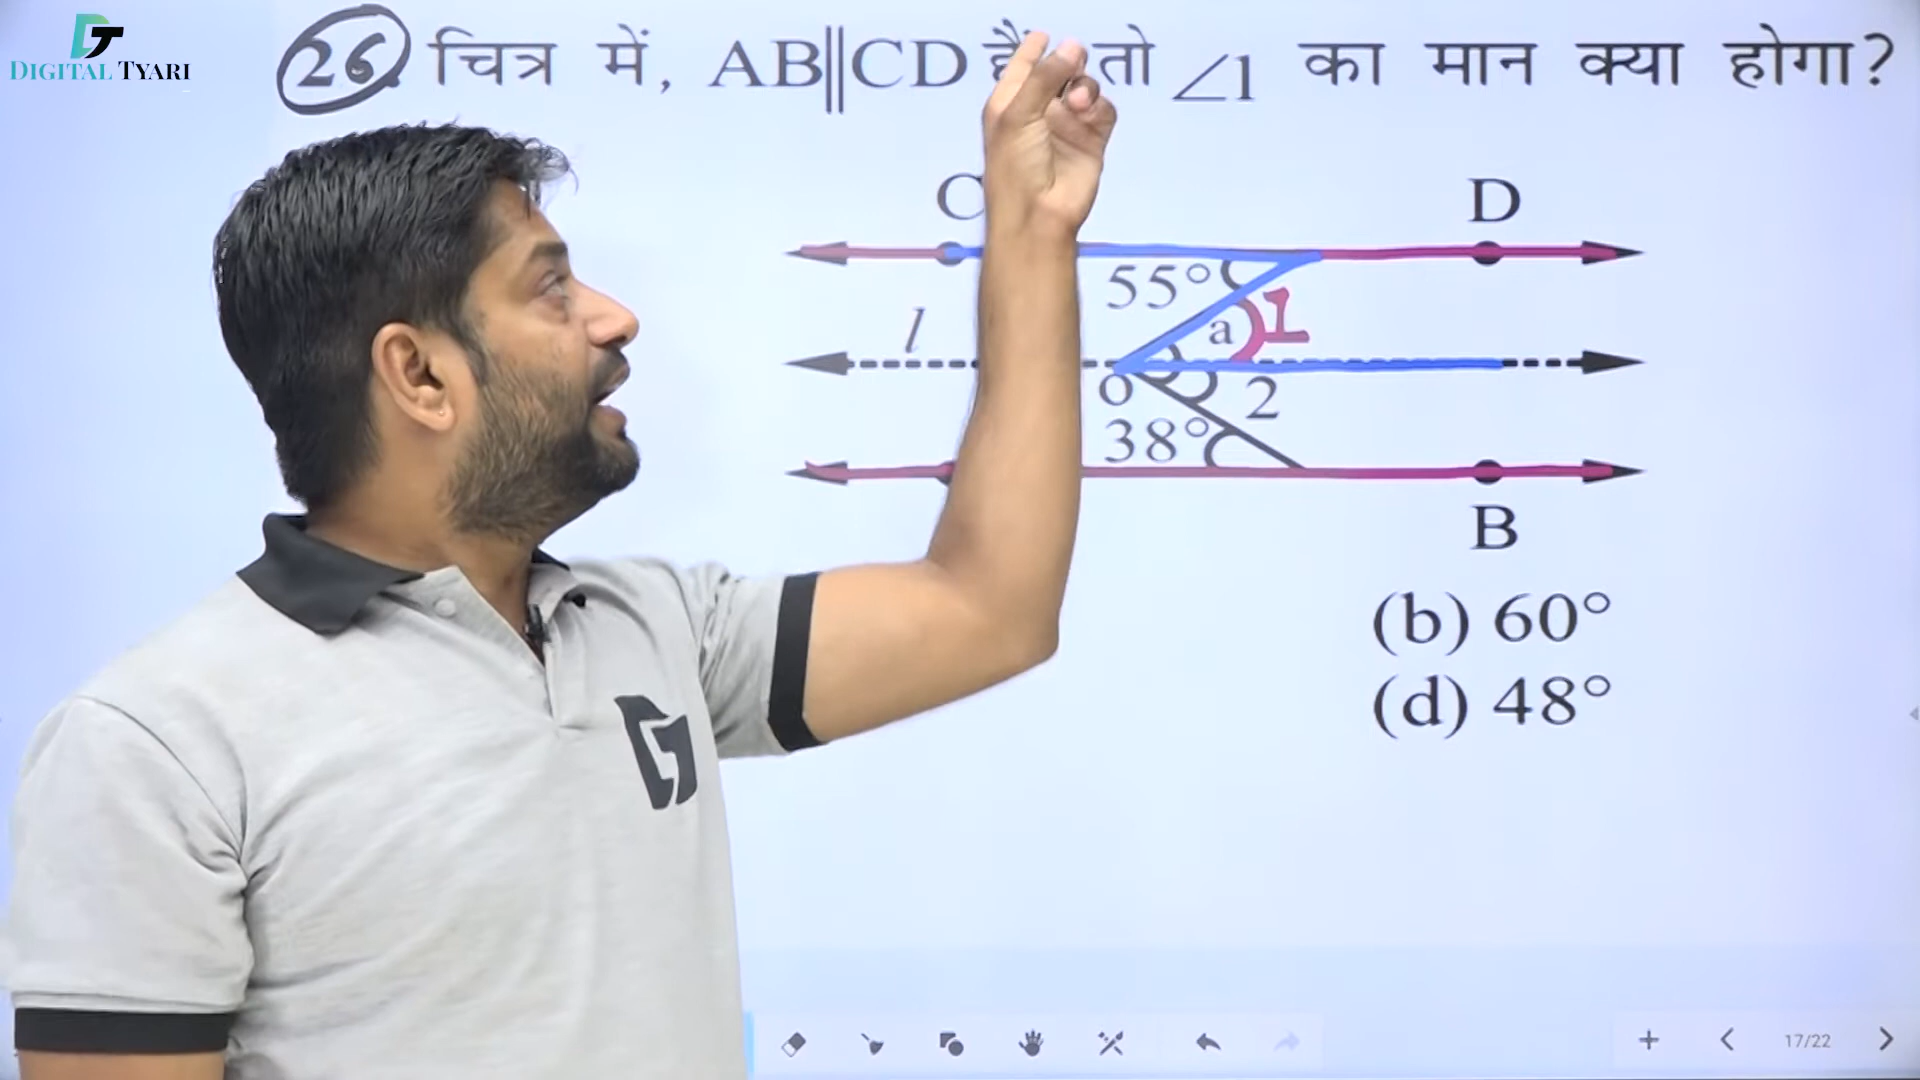 DIGITAL TYARI
26. चित्र में, AB||CD हैं, तो ∠1 का मान क्या होगा?
C D
55°
a 1
l
O 2
38°
B
(b) 60°
(d) 48°
17/22